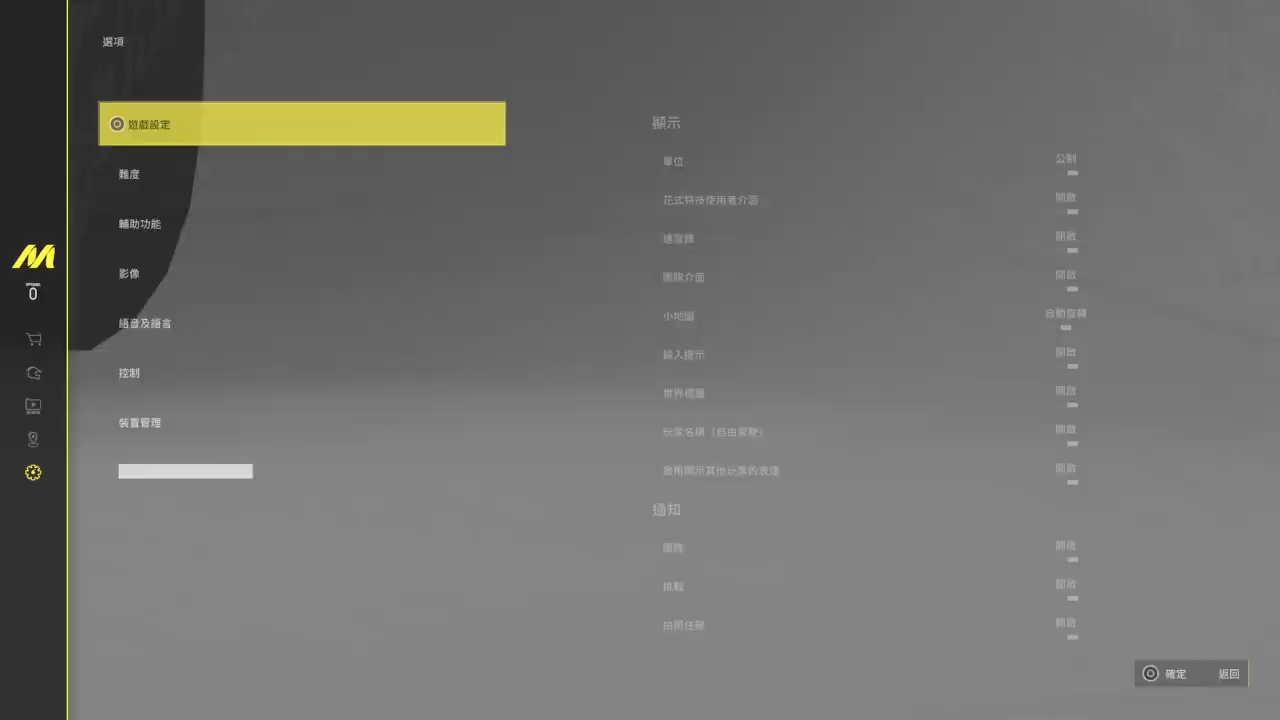 選項
遊戲設定
難度
輔助功能
影像
語音及語言
控制
裝置管理
0
顯示
單位 公制
花式特技使用者介面 開啟
速度錶 開啟
團隊介面 開啟
小地圖 自動旋轉
輸入提示 開啟
世界標圖 開啟
玩家名稱（自由駕駛） 開啟
啟用顯示其他玩家的表達 開啟
通知
團隊 開啟
挑戰 開啟
拍照任務 開啟
確定 返回